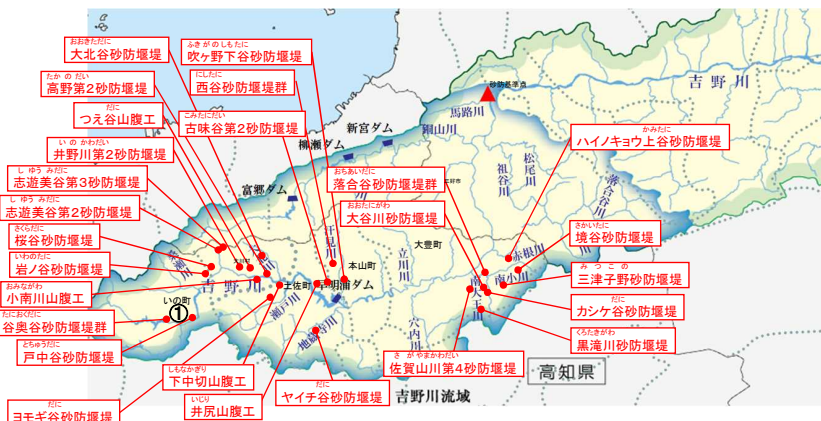 おおきただに
大北谷砂防堰堤
ふきがのしもたに
吹ヶ野下谷砂防堰堤
たかのだい
高野第2砂防堰堤
にしだに
西谷砂防堰堤群
だに
つえ谷山腹工
こみたにだい
古味谷第2砂防堰堤
いのかわだい
井野川第2砂防堰堤
しゆうみだに
志遊美谷第3砂防堰堤
しゆうみだに
志遊美谷第2砂防堰堤
さくらだに
桜谷砂防堰堤
いわのだに
岩ノ谷砂防堰堤
おみながわ
小南川山腹工
たにおくだに
谷奥谷砂防堰堤群
とちゅうだに
戸中谷砂防堰堤
ヨモギ谷砂防堰堤
だに
しもなかぎり
下中切山腹工
いじり
井尻山腹工
だに
ヤイチ谷砂防堰堤
さがやまかわだい
佐賀山川第4砂防堰堤
くろたきがわ
黒滝川砂防堰堤
だに
カシケ谷砂防堰堤
みつこの
三津子野砂防堰堤
さかいたに
境谷砂防堰堤
かみたに
ハイノキョウ上谷砂防堰堤
おちあいだに
落合谷砂防堰堤群
おおたにがわ
大谷川砂防堰堤
砂防基準点
吉野川
馬路川
銅山川
新宮ダム
柳瀬ダム
富郷ダム
松尾川
祖谷川
落合谷川
赤根川
南小川
南大王川
大豊町
立川川
穴内川
汗見川
本山町
早明浦ダム
土佐町
瀬戸川
地蔵寺川
吉野川
いの町
①
高知県
吉野川流域